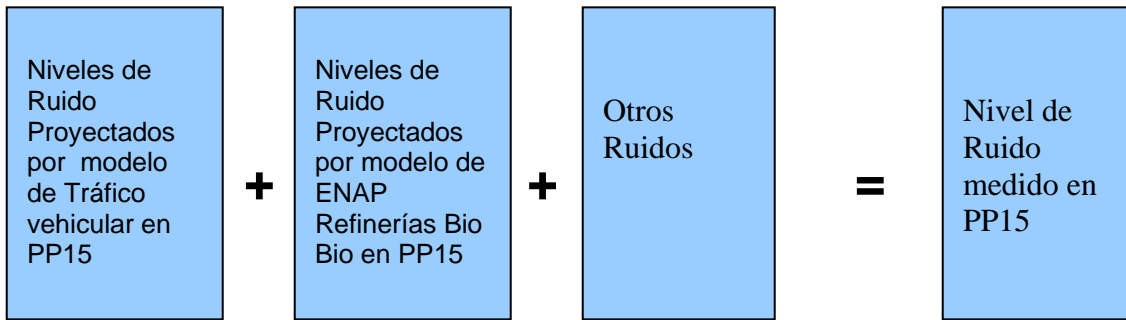 Niveles de
Ruido
Proyectados
por modelo
de Tráfico
vehicular en
PP15
+
Niveles de
Ruido
Proyectados
por modelo de
ENAP
Refinerías Bio
Bio en PP15
+
Otros
Ruidos
=
Nivel de
Ruido
medido en
PP15